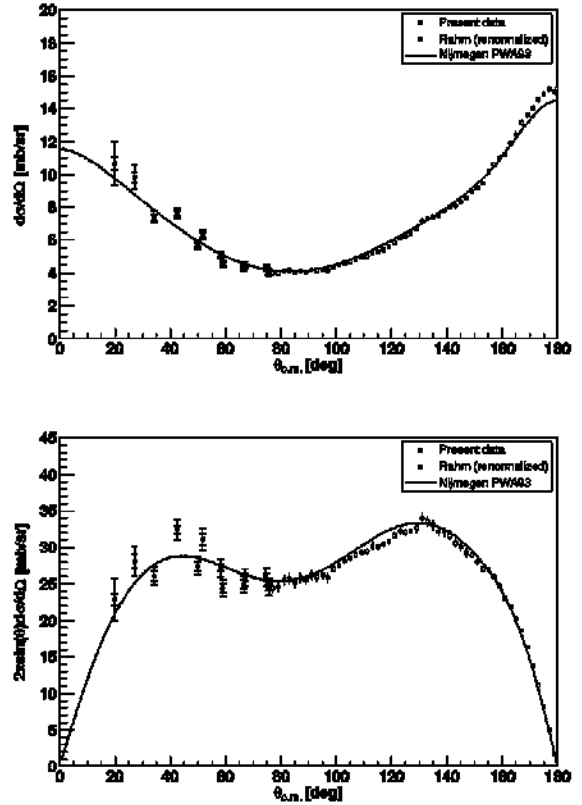 20
18
16
14
12
10
8
6
4
2
0
dσ/dΩ [mb/sr]
Present data
Rahm (renormalized)
Nijmegen PWA93
0 20 40 60 80 100 120 140 160 180
θc.m. [deg]
45
40
35
30
25
20
15
10
5
0
2πsin(θ)dσ/dΩ [mb/sr]
Present data
Rahm (renormalized)
Nijmegen PWA93
0 20 40 60 80 100 120 140 160 180
θc.m. [deg]